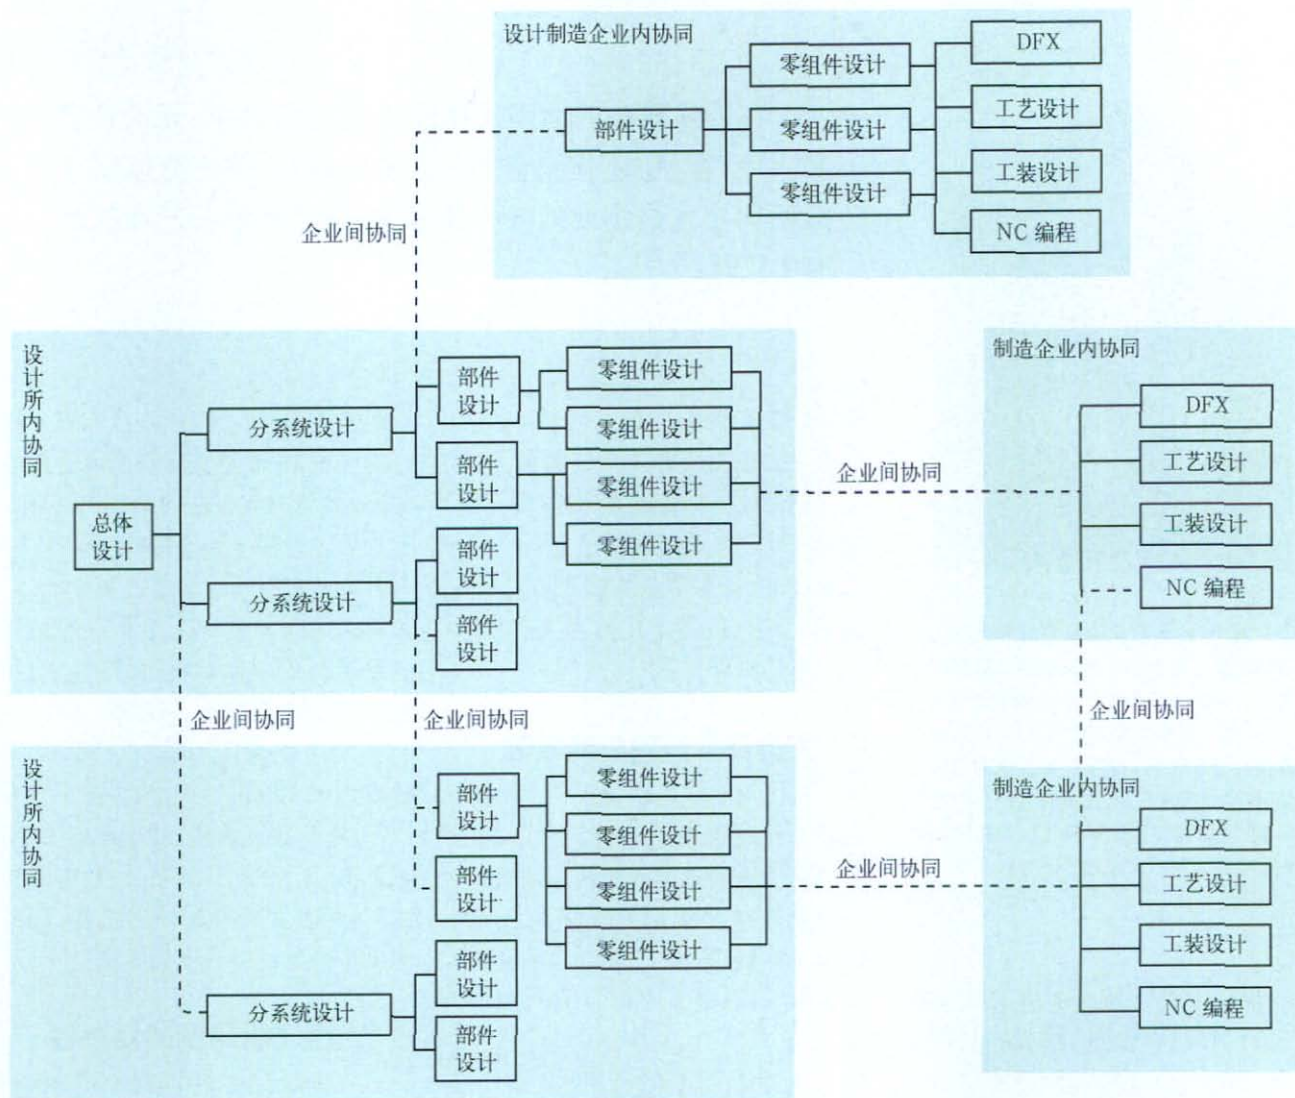 设计制造企业内协同
部件设计
零组件设计
零组件设计
零组件设计
DFX
工艺设计
工装设计
NC 编程
企业间协同
设计所内协同
总体
设计
分系统设计
分系统设计
部件
设计
部件
设计
部件
设计
部件
设计
零组件设计
零组件设计
零组件设计
零组件设计
企业间协同
制造企业内协同
DFX
工艺设计
工装设计
NC 编程
企业间协同
企业间协同
企业间协同
设计所内协同
分系统设计
部件
设计
部件
设计
部件
设计
部件
设计
零组件设计
零组件设计
零组件设计
零组件设计
企业间协同
制造企业内协同
DFX
工艺设计
工装设计
NC 编程